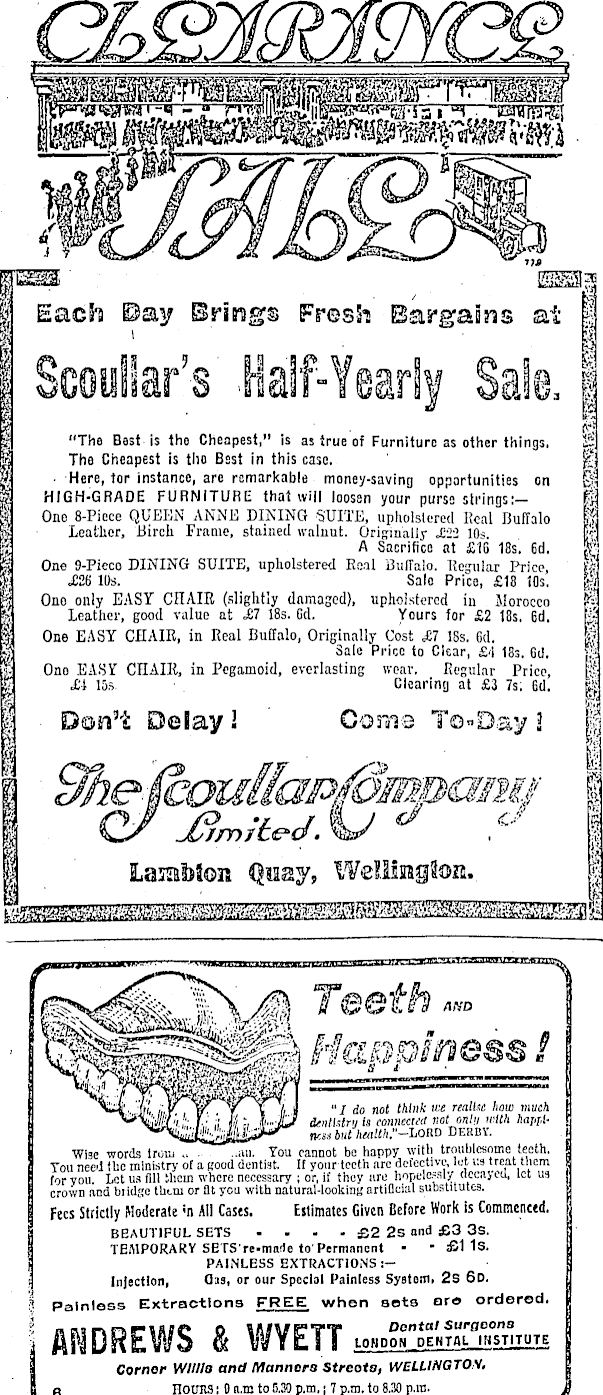 CLEARANCE
SALE
779
Each Day Brings Fresh Bargains at
Scoullar's Half-Yearly Sale.
"The Best is the Cheapest," is as true of Furniture as other things.
The Cheapest is the Best in this case.
Here, for instance, are remarkable money-saving opportunities on
HIGH-GRADE FURNITURE that will loosen your purse strings:—
One 8-Piece QUEEN ANNE DINING SUITE, upholstered Real Buffalo
Leather, Birch Frame, stained walnut. Originally £22 10s.
A Sacrifice at £16 18s. 6d.
One 9-Piece DINING SUITE, upholstered Real Buffalo. Regular Price,
£26 10s. Sale Price, £18 10s.
One only EASY CHAIR (slightly damaged), upholstered in Morocco
Leather, good value at £7 18s. 6d. Yours for £2 18s. 6d.
One EASY CHAIR, in Real Buffalo, Originally Cost £7 18s. 6d.
Sale Price to Clear, £4 18s. 6d.
One EASY CHAIR, in Pegamoid, everlasting wear. Regular Price,
£4 15s Clearing at £3 7s. 6d.
Don't Delay! Come To-Day!
The Scoullar Company
Limited.
Lambton Quay, Wellington.
Teeth AND
Happiness!
"I do not think we realise how much
dentistry is connected not only with happi-
ness but health."—LORD DERBY.
Wise words from You cannot be happy with troublesome teeth.
You need the ministry of a good dentist. If your teeth are defective, let us treat them
for you. Let us fill them where necessary; or, if they are hopelessly decayed, let us
crown and bridge them or fit you with natural-looking artificial substitutes.
Fees Strictly Moderate in All Cases. Estimates Given Before Work is Commenced.
BEAUTIFUL SETS - - - - £2 2s and £3 3s.
TEMPORARY SETS re-made to Permanent - - £1 1s.
PAINLESS EXTRACTIONS:—
Injection, Gas, or our Special Painless System, 2s 6D.
Painless Extractions FREE when sets are ordered.
ANDREWS & WYETT Dental Surgeons
LONDON DENTAL INSTITUTE
Corner Willis and Manners Streets, WELLINGTON.
6 HOURS: 9 a.m to 5.30 p.m.; 7 p.m. to 8.30 p.m.